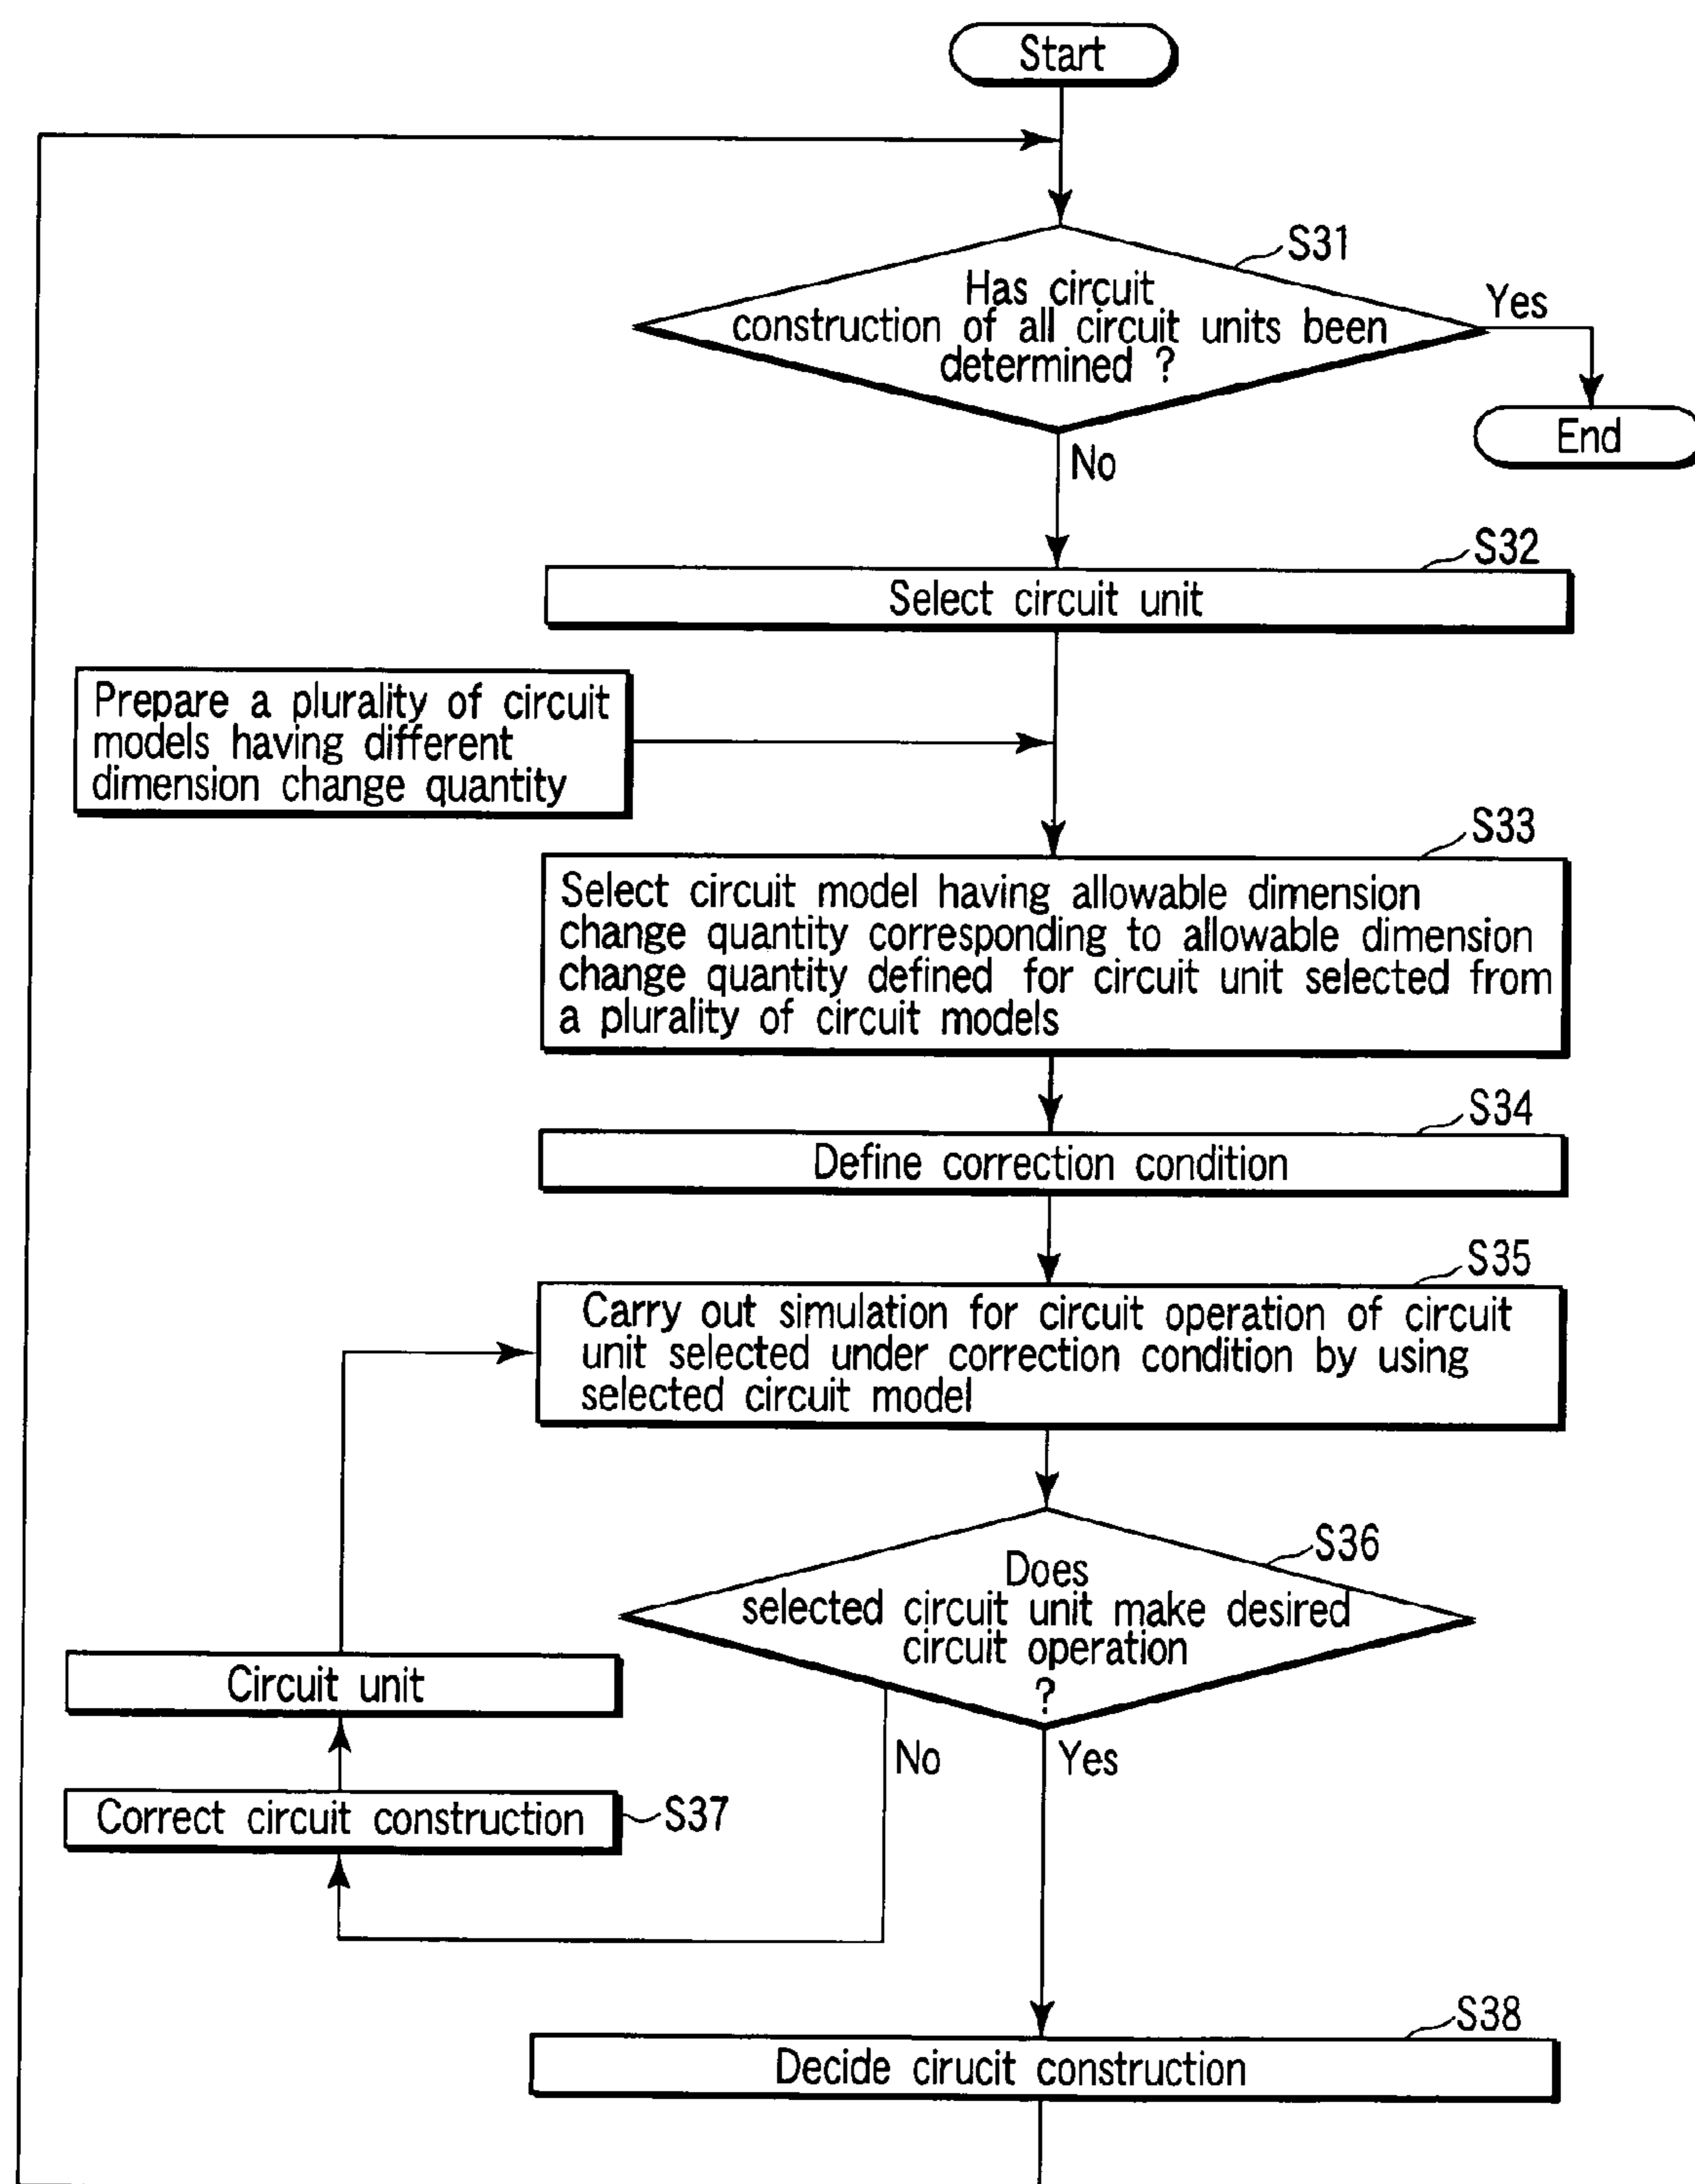 Start
S31
Has circuit
construction of all circuit units been
determined ?
Yes
End
No
S32
Select circuit unit
Prepare a plurality of circuit
models having different
dimension change quantity
S33
Select circuit model having allowable dimension
change quantity corresponding to allowable dimension
change quantity defined for circuit unit selected from
a plurality of circuit models
S34
Define correction condition
S35
Carry out simulation for circuit operation of circuit
unit selected under correction condition by using
selected circuit model
S36
Does
selected circuit unit make desired
circuit operation
?
Circuit unit
No
Yes
Correct circuit construction
S37
S38
Decide cirucit construction